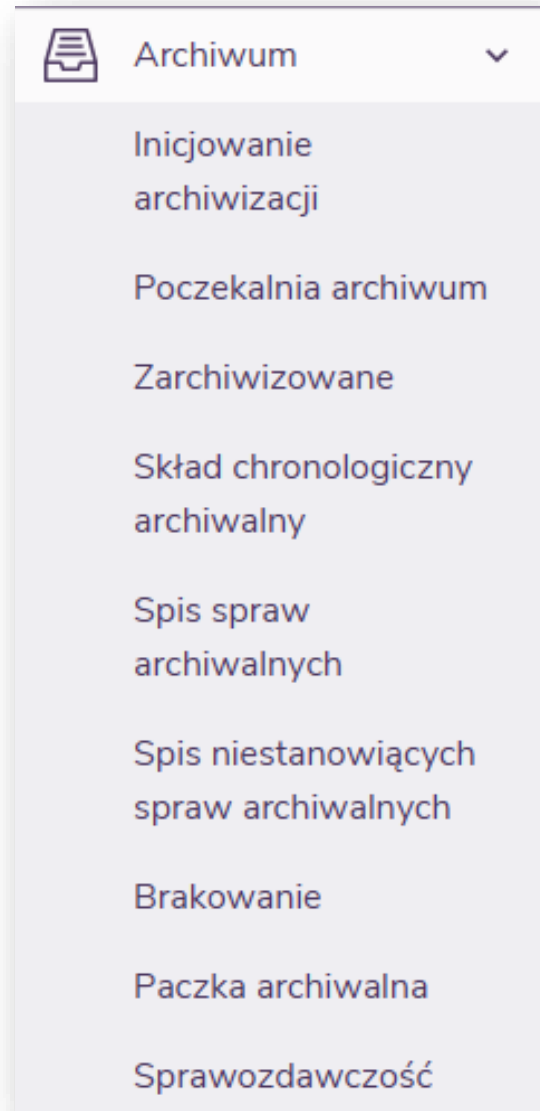 Archiwum
Inicjowanie
archiwizacji
Poczekalnia archiwum
Zarchiwizowane
Skład chronologiczny
archiwalny
Spis spraw
archiwalnych
Spis niestanowiących
spraw archiwalnych
Brakowanie
Paczka archiwalna
Sprawozdawczość